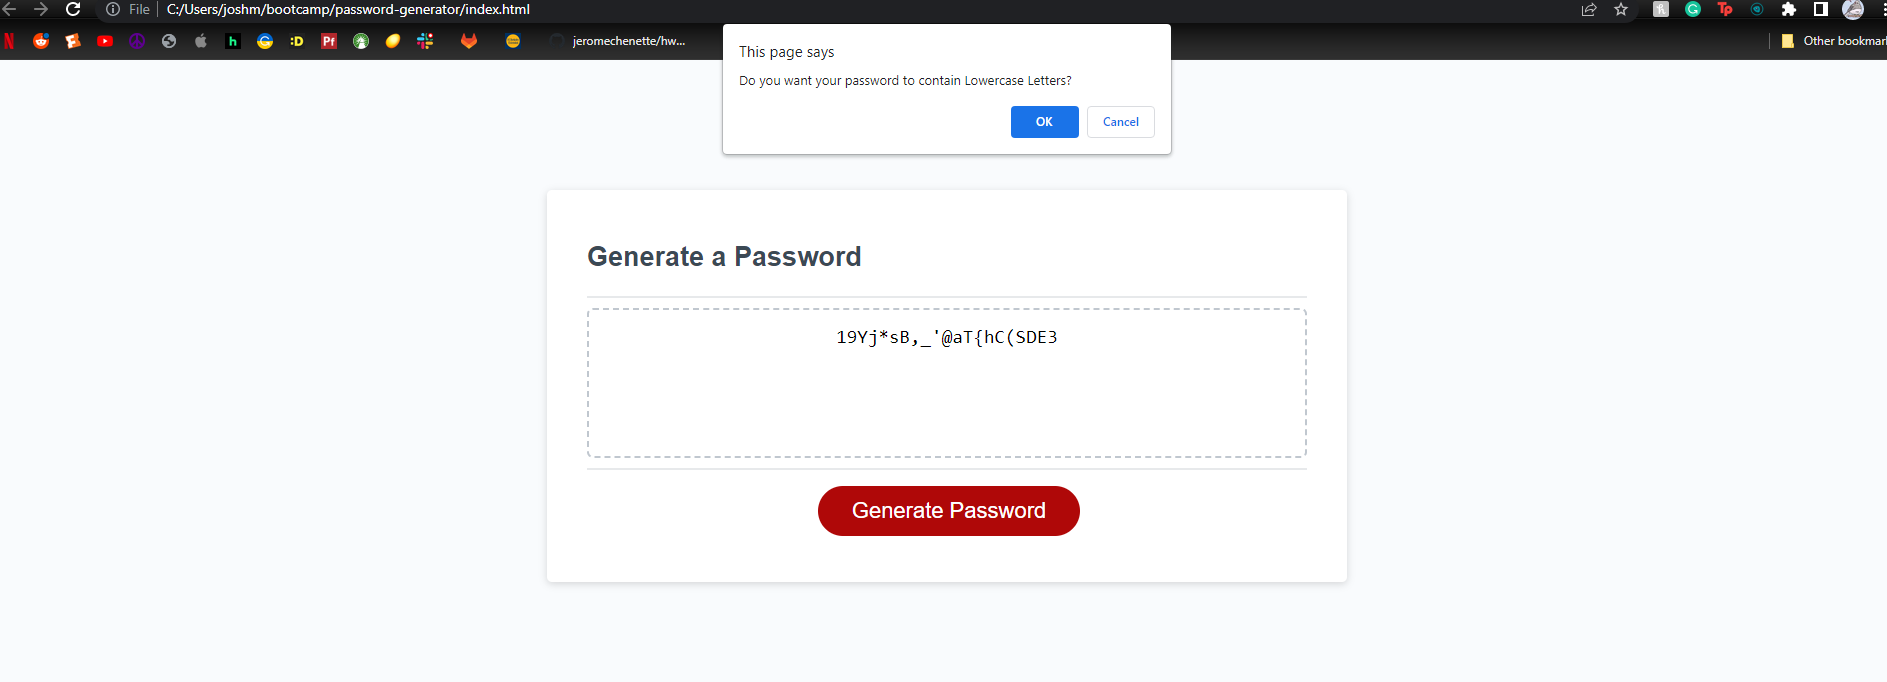 File C:/Users/joshm/bootcamp/password-generator/index.html
jeromechenette/hw...
Other bookmar
This page says
Do you want your password to contain Lowercase Letters?
OK Cancel
Generate a Password
19Yj*sB,_'@aT{hC(SDE3
Generate Password